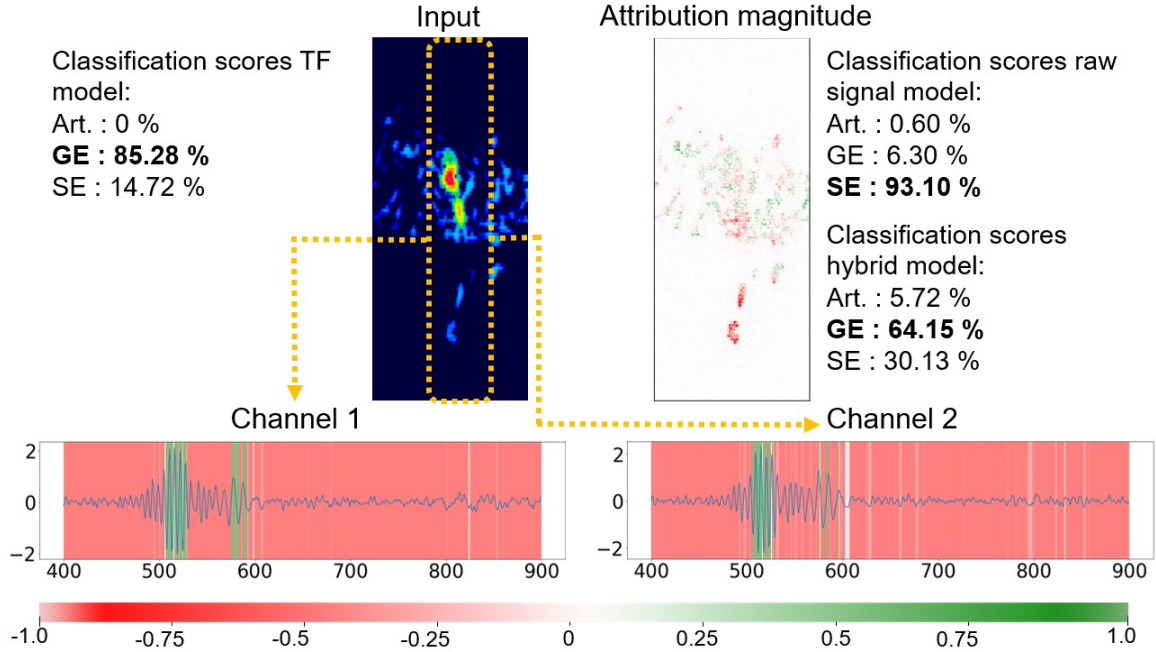 Input
Attribution magnitude
Classification scores TF
model:
Art. : 0 %
GE : 85.28 %
SE : 14.72 %
Classification scores raw
signal model:
Art. : 0.60 %
GE : 6.30 %
SE : 93.10 %
Classification scores
hybrid model:
Art. : 5.72 %
GE : 64.15 %
SE : 30.13 %
Channel 1
Channel 2
2
0
−2
400 500 600 700 800 900
2
0
−2
400 500 600 700 800 900
-1.0 -0.75 -0.5 -0.25 0 0.25 0.5 0.75 1.0